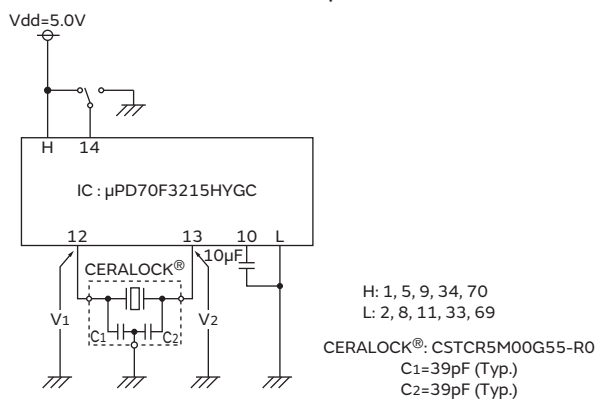 Vdd=5.0V
H 14
IC : μPD70F3215HYGC
12 13 10 L
10μF
CERALOCK®
V1 C1 C2 V2
H: 1, 5, 9, 34, 70
L: 2, 8, 11, 33, 69
CERALOCK®: CSTCR5M00G55-R0
C1=39pF (Typ.)
C2=39pF (Typ.)